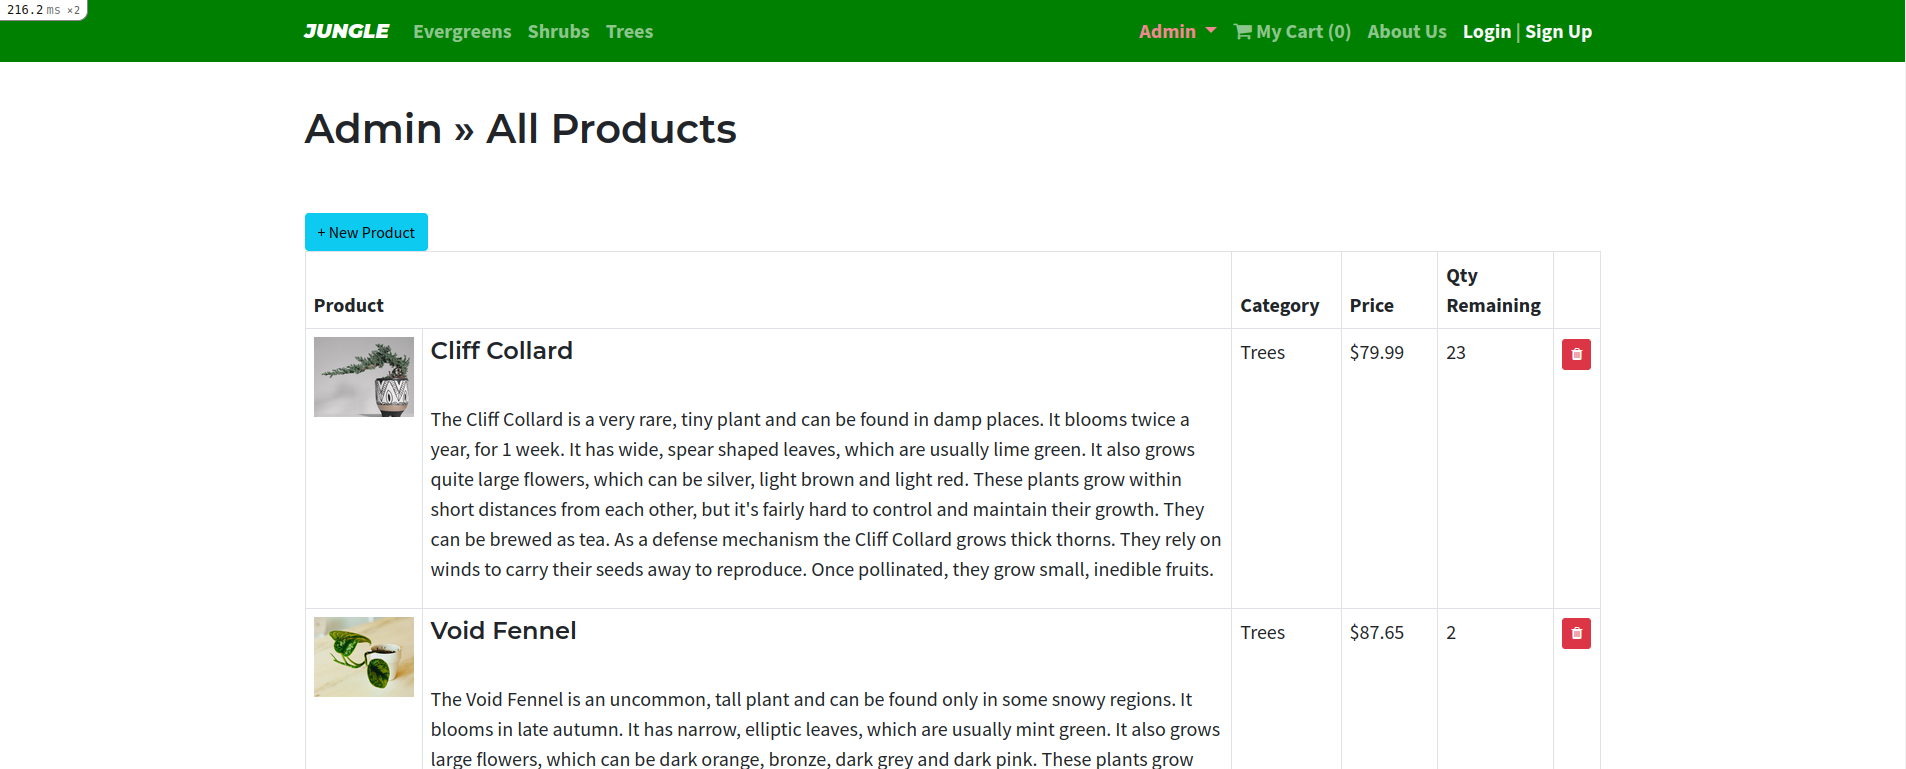 216.2 ms ×2
JUNGLE Evergreens Shrubs Trees Admin My Cart (0) About Us Login | Sign Up
Admin » All Products
+ New Product
Product Category Price Qty Remaining
Cliff Collard Trees $79.99 23
The Cliff Collard is a very rare, tiny plant and can be found in damp places. It blooms twice a
year, for 1 week. It has wide, spear shaped leaves, which are usually lime green. It also grows
quite large flowers, which can be silver, light brown and light red. These plants grow within
short distances from each other, but it's fairly hard to control and maintain their growth. They
can be brewed as tea. As a defense mechanism the Cliff Collard grows thick thorns. They rely on
winds to carry their seeds away to reproduce. Once pollinated, they grow small, inedible fruits.
Void Fennel Trees $87.65 2
The Void Fennel is an uncommon, tall plant and can be found only in some snowy regions. It
blooms in late autumn. It has narrow, elliptic leaves, which are usually mint green. It also grows
large flowers, which can be dark orange, bronze, dark grey and dark pink. These plants grow